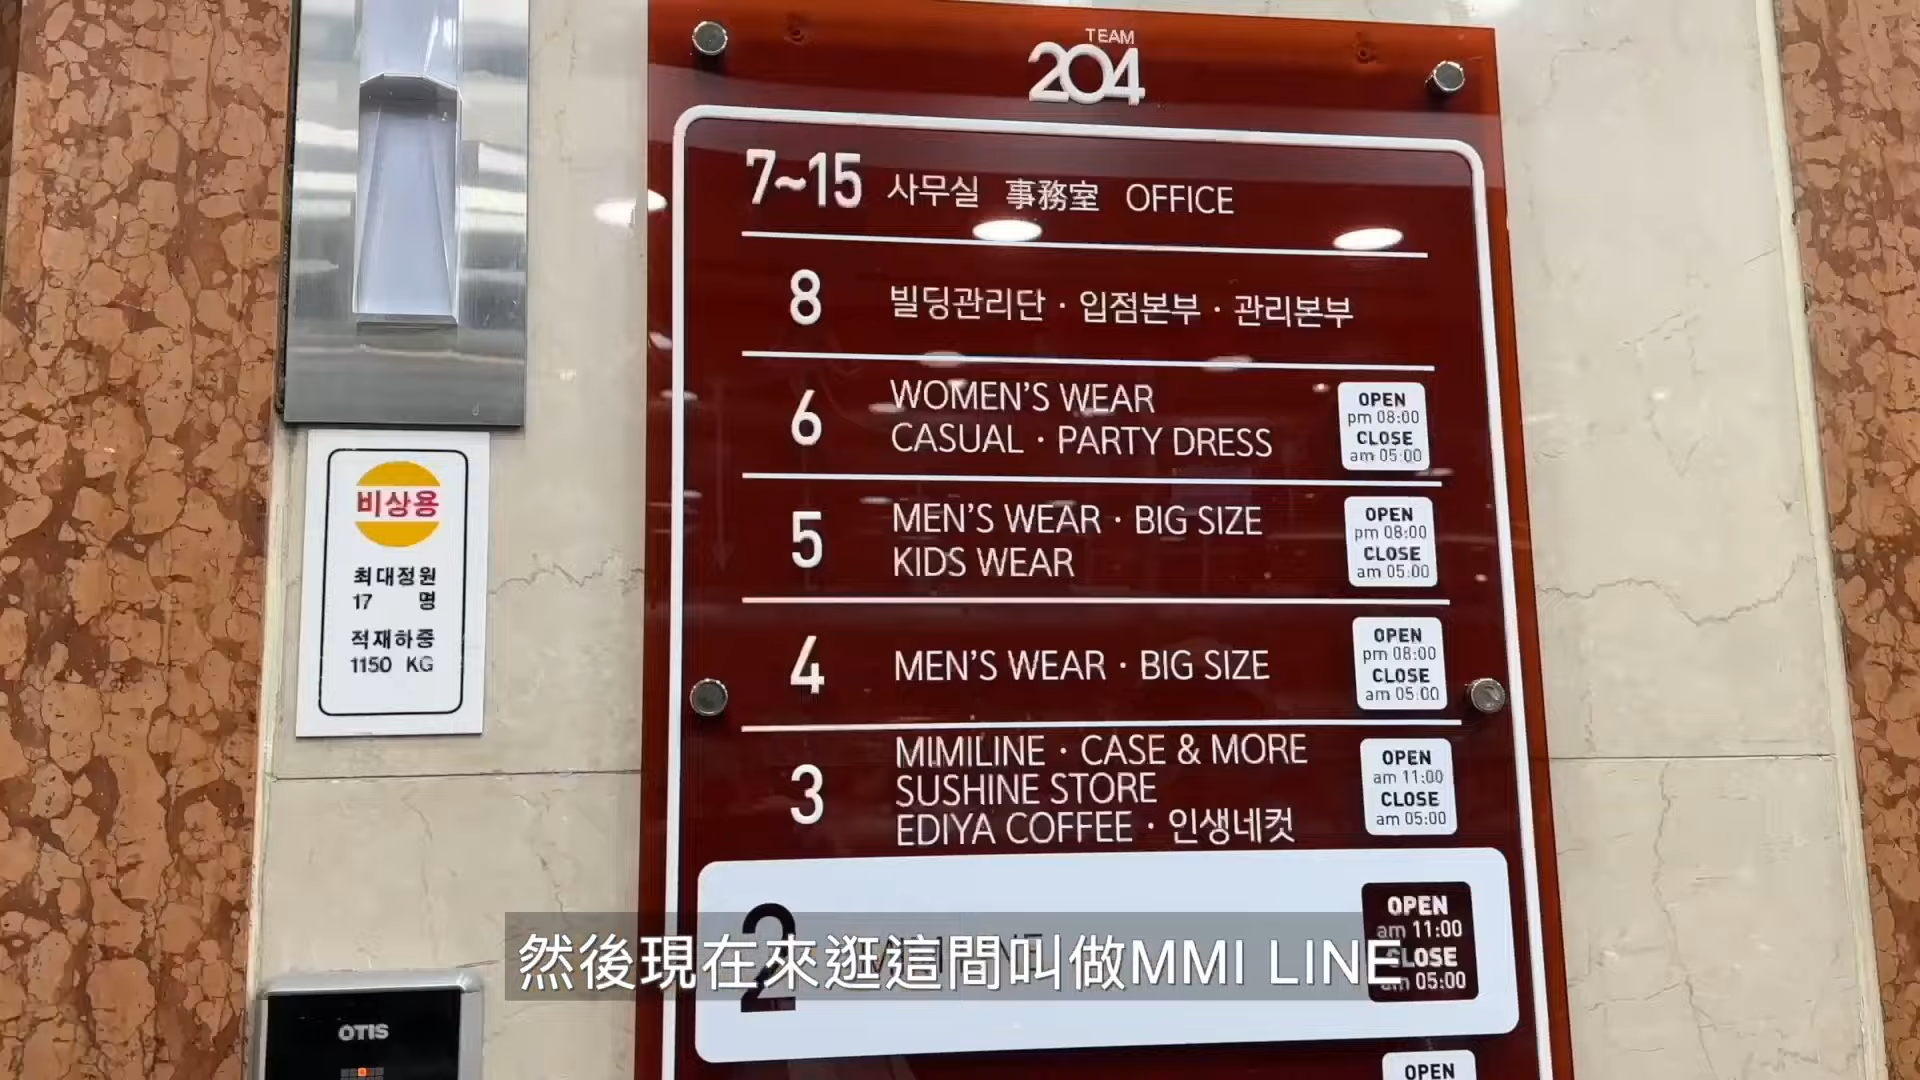 TEAM
204
7~15 사무실 事務室 OFFICE
8 빌딩관리단 · 입점본부 · 관리본부
6 WOMEN'S WEAR
CASUAL · PARTY DRESS
OPEN
pm 08:00
CLOSE
am 05:00
5 MEN'S WEAR · BIG SIZE
KIDS WEAR
OPEN
pm 08:00
CLOSE
am 05:00
4 MEN'S WEAR · BIG SIZE
OPEN
pm 08:00
CLOSE
am 05:00
3 MIMILINE · CASE & MORE
SUSHINE STORE
EDIYA COFFEE · 인생네컷
OPEN
am 11:00
CLOSE
am 05:00
2
OPEN
am 11:00
CLOSE
am 05:00
OPEN
비상용
최대정원
17 명
적재하중
1150 KG
OTIS
然後現在來逛這間叫做MMI LINE